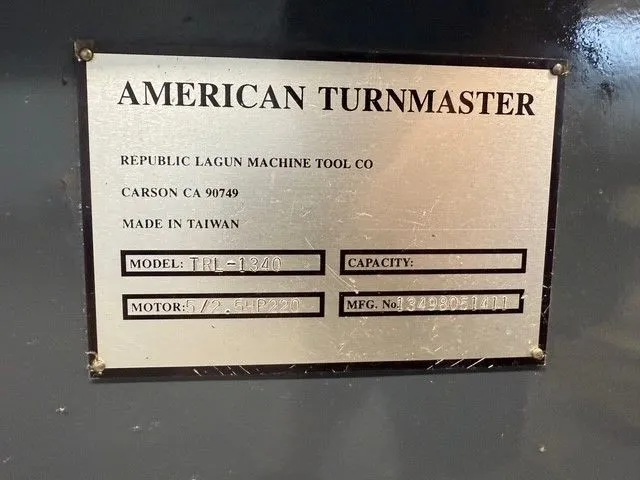 AMERICAN TURNMASTER
REPUBLIC LAGUN MACHINE TOOL CO
CARSON CA 90749
MADE IN TAIWAN
MODEL: TRL-1340
CAPACITY:
MOTOR: 5/2.5HP220
MFG. No. 13498051411